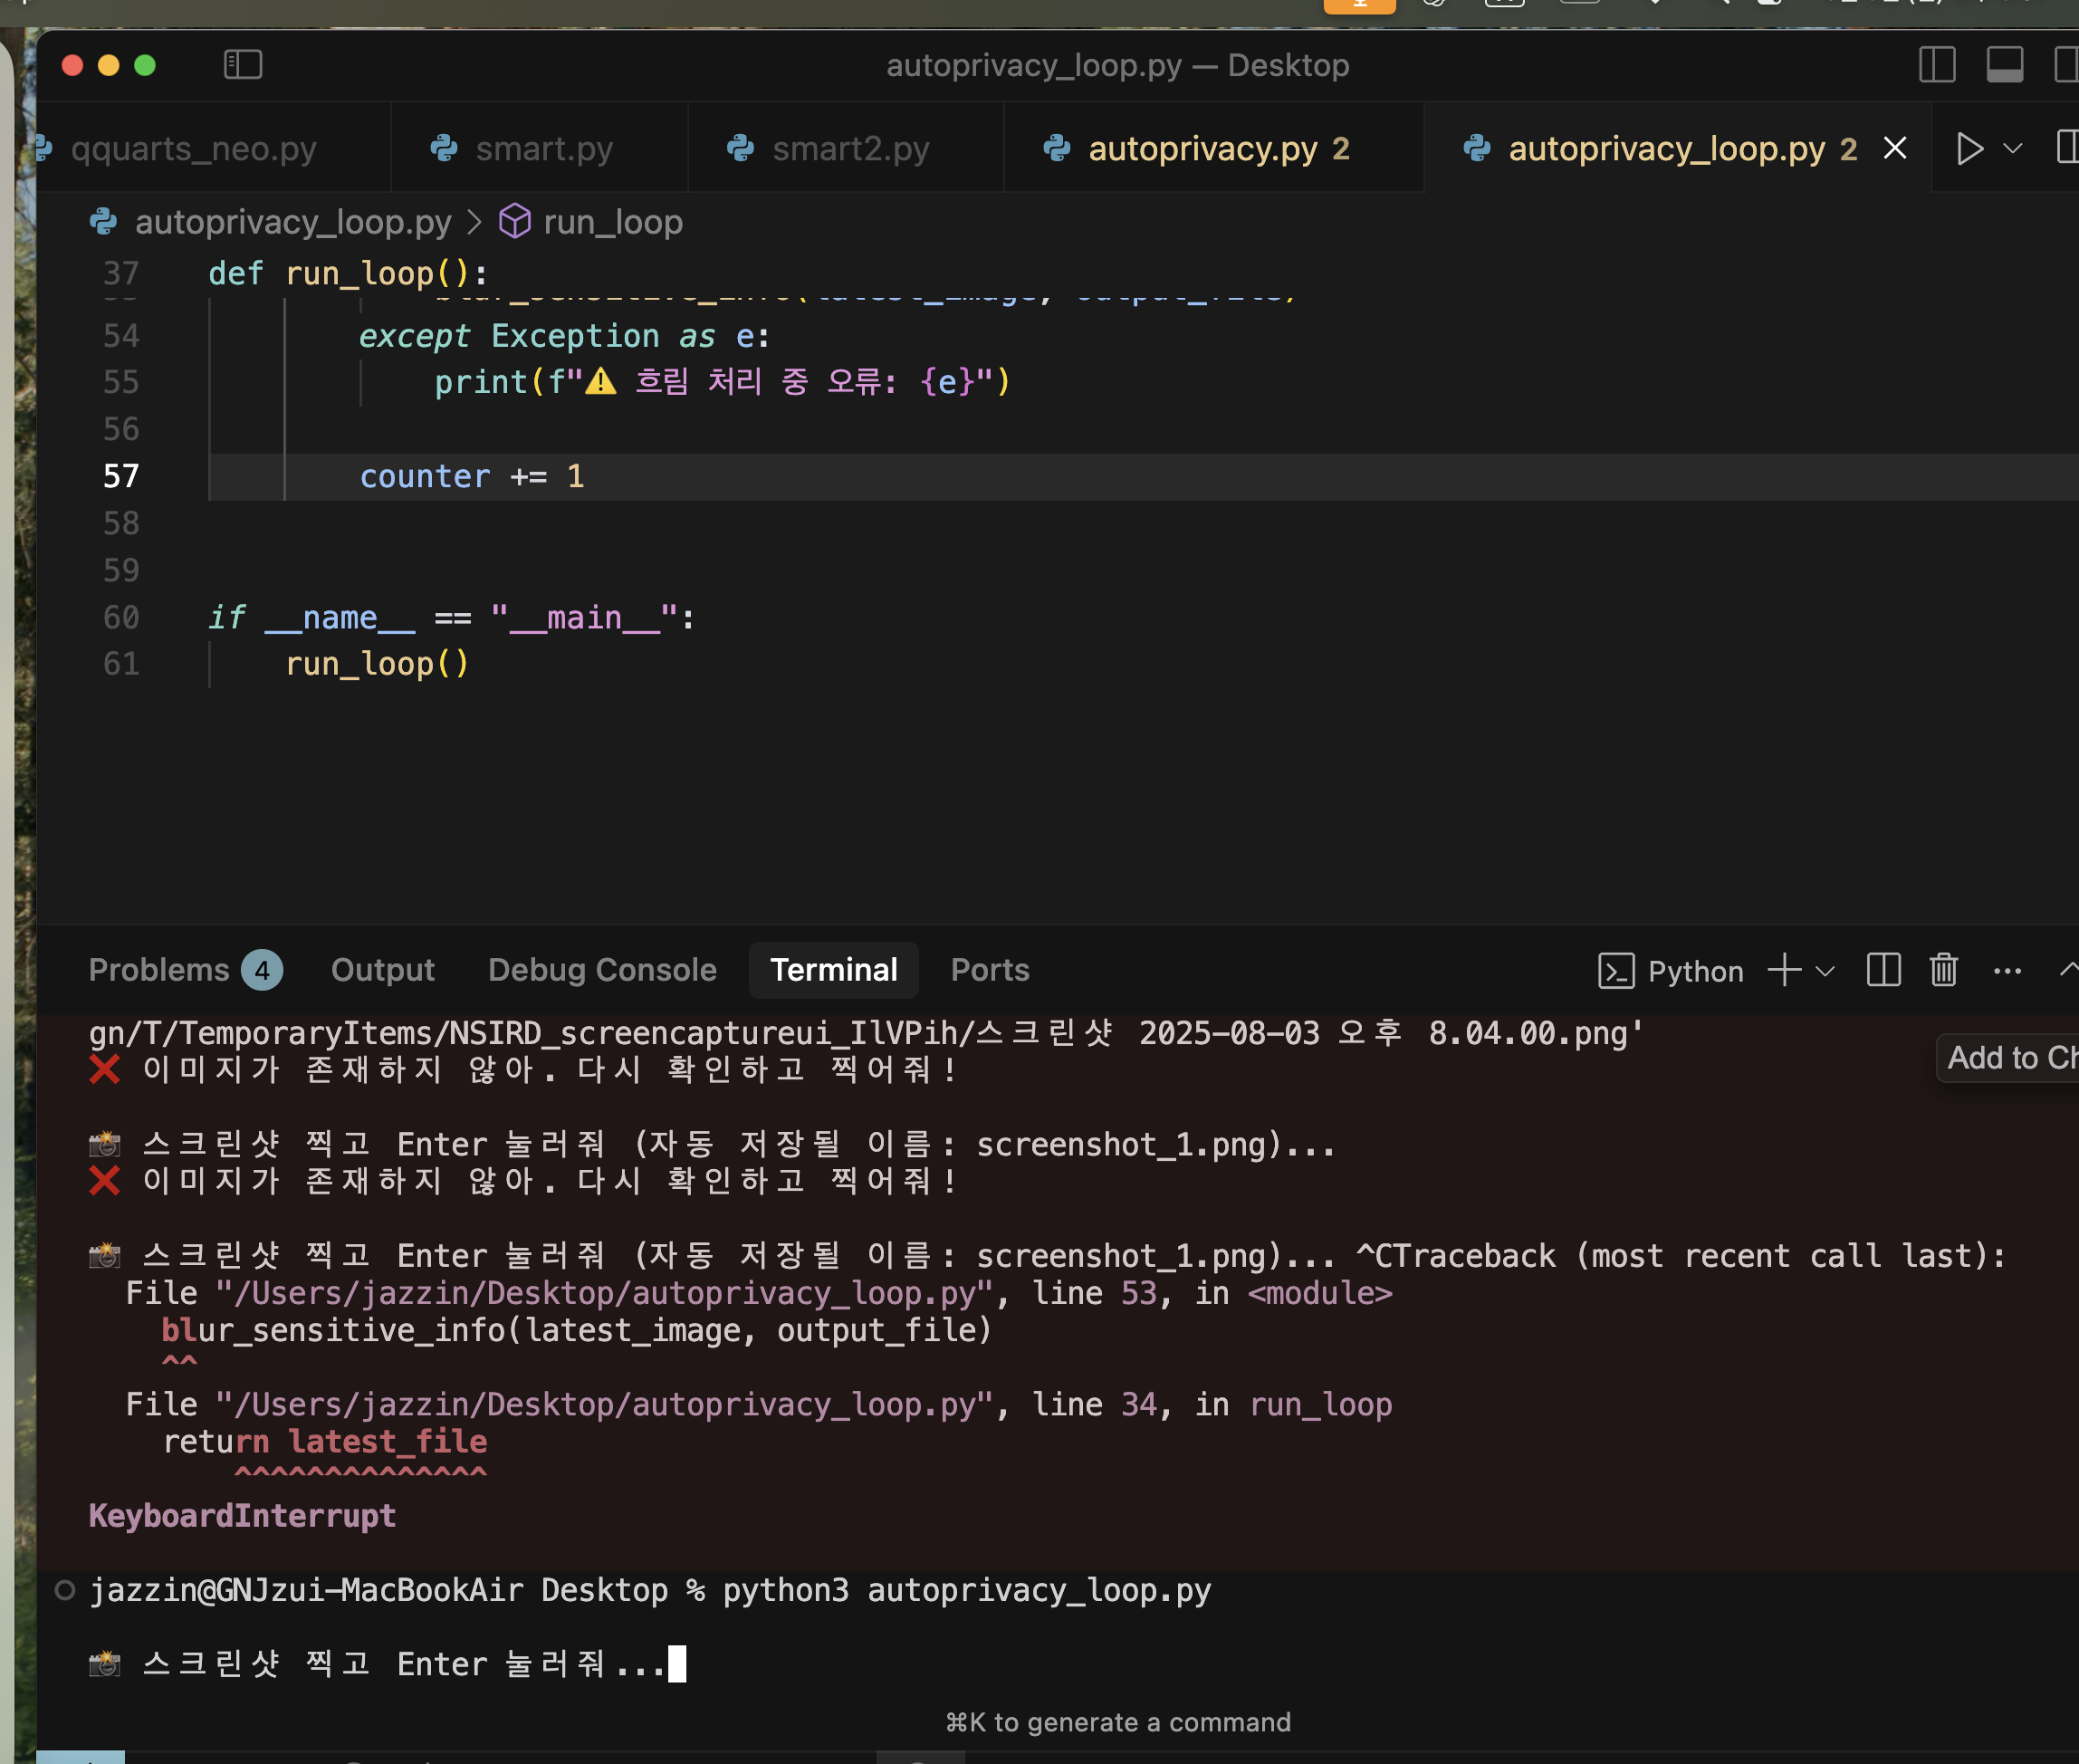 autoprivacy_loop.py — Desktop
qquarts_neo.py
smart.py
smart2.py
autoprivacy.py 2
autoprivacy_loop.py 2
autoprivacy_loop.py > run_loop
37 def run_loop():
blur_sensitive_info(latest_image, output_file)
54 except Exception as e:
55 print(f"⚠️ 흐림 처리 중 오류: {e}")
56
57 counter += 1
58
59
60 if __name__ == "__main__":
61 run_loop()
Problems 4 Output Debug Console Terminal Ports
Python
gn/T/TemporaryItems/NSIRD_screencaptureui_IlVPih/스크린샷 2025-08-03 오후 8.04.00.png'
Add to
❌ 이미지가 존재하지 않아. 다시 확인하고 찍어줘!
📸 스크린샷 찍고 Enter 눌러줘 (자동 저장될 이름: screenshot_1.png)...
❌ 이미지가 존재하지 않아. 다시 확인하고 찍어줘!
📸 스크린샷 찍고 Enter 눌러줘 (자동 저장될 이름: screenshot_1.png)... ^CTraceback (most recent call last):
File "/Users/jazzin/Desktop/autoprivacy_loop.py", line 53, in <module>
blur_sensitive_info(latest_image, output_file)
^^
File "/Users/jazzin/Desktop/autoprivacy_loop.py", line 34, in run_loop
return latest_file
^^^^^^^^^^^^^^
KeyboardInterrupt
jazzin@GNJzui-MacBookAir Desktop % python3 autoprivacy_loop.py
📸 스크린샷 찍고 Enter 눌러줘...
⌘K to generate a command